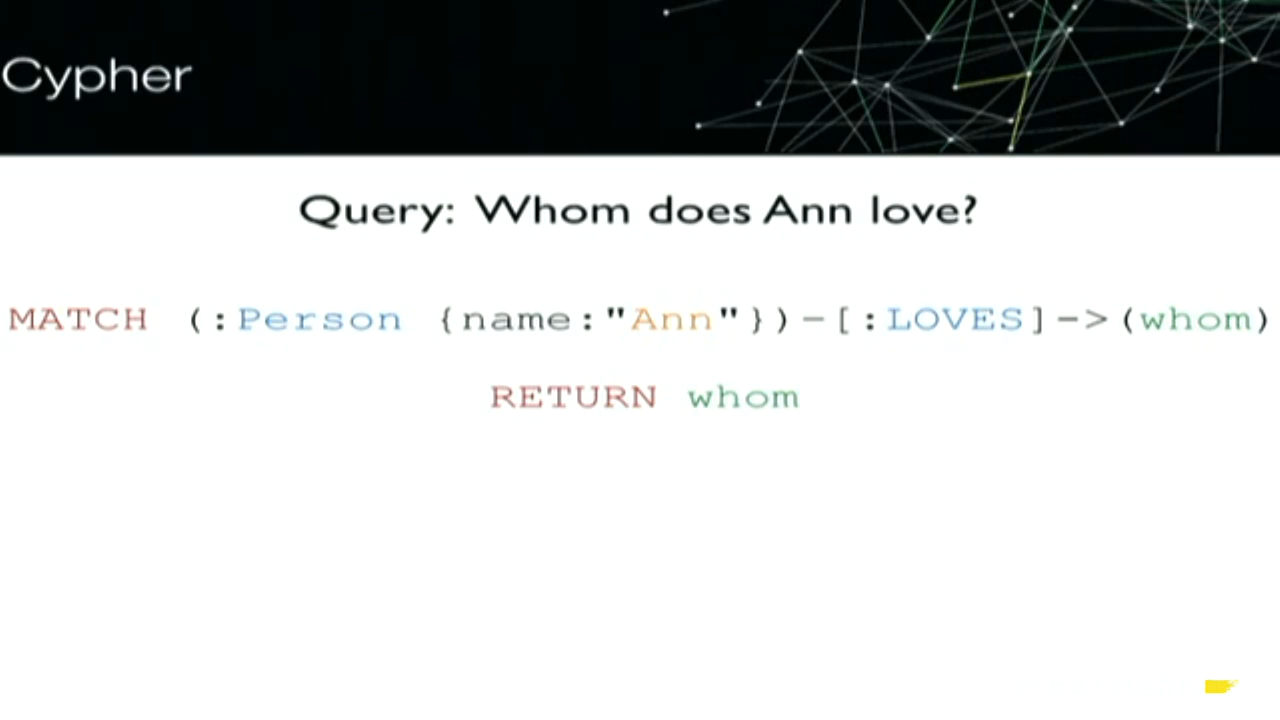 Cypher
Query: Whom does Ann love?
MATCH (:Person {name:"Ann"})-[:LOVES]->(whom)
RETURN whom